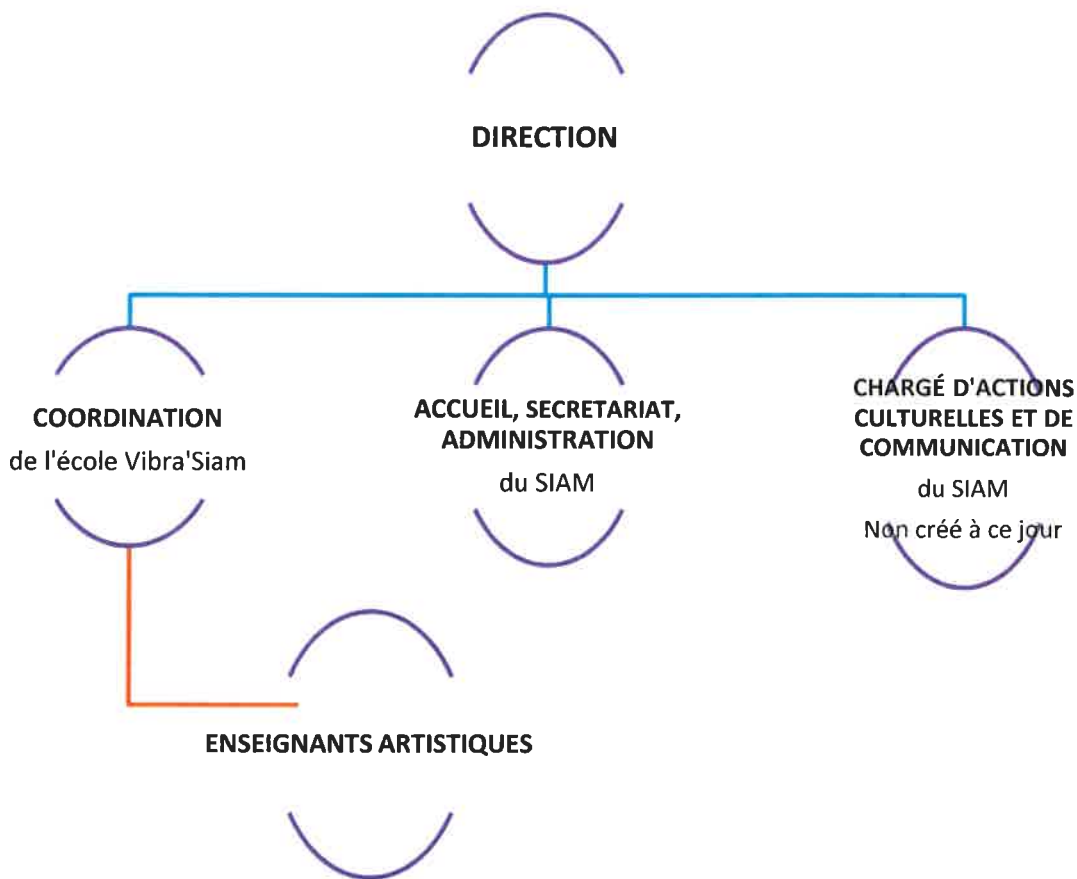 DIRECTION
COORDINATION
de l'école Vibra'Siam
ACCUEIL, SECRETARIAT,
ADMINISTRATION
du SIAM
CHARGÉ D'ACTIONS
CULTURELLES ET DE
COMMUNICATION
du SIAM
Non créé à ce jour
ENSEIGNANTS ARTISTIQUES